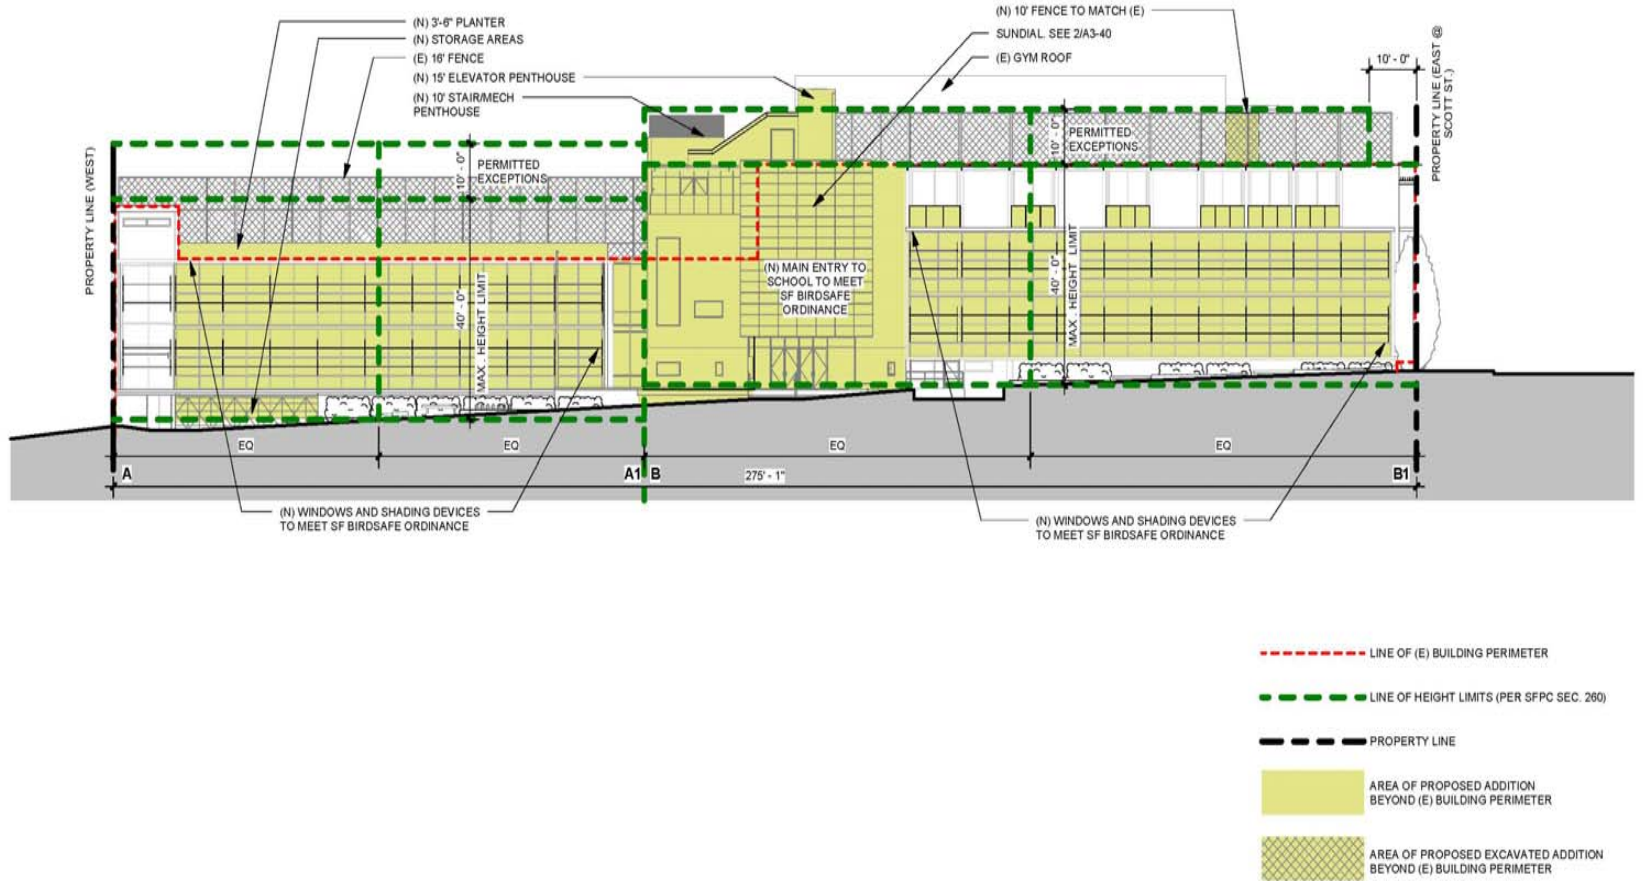 (N) 3'-6" PLANTER
(N) STORAGE AREAS
(E) 16' FENCE
(N) 15' ELEVATOR PENTHOUSE
(N) 10' STAIR/MECH
PENTHOUSE
(N) 10' FENCE TO MATCH (E)
SUNDIAL. SEE 2/A3-40
(E) GYM ROOF
10' - 0"
PROPERTY LINE (EAST @
SCOTT ST.)
PROPERTY LINE (WEST)
10' - 0"
PERMITTED
EXCEPTIONS
10' - 0"
PERMITTED
EXCEPTIONS
40' - 0"
MAX . HEIGHT LIMIT
(N) MAIN ENTRY TO
SCHOOL TO MEET
SF BIRDSAFE
ORDINANCE
40' - 0"
MAX . HEIGHT LIMIT
EQ
EQ
EQ
EQ
A
A1
B
275' - 1"
B1
(N) WINDOWS AND SHADING DEVICES
TO MEET SF BIRDSAFE ORDINANCE
(N) WINDOWS AND SHADING DEVICES
TO MEET SF BIRDSAFE ORDINANCE
LINE OF (E) BUILDING PERIMETER
LINE OF HEIGHT LIMITS (PER SFPC SEC. 260)
PROPERTY LINE
AREA OF PROPOSED ADDITION
BEYOND (E) BUILDING PERIMETER
AREA OF PROPOSED EXCAVATED ADDITION
BEYOND (E) BUILDING PERIMETER